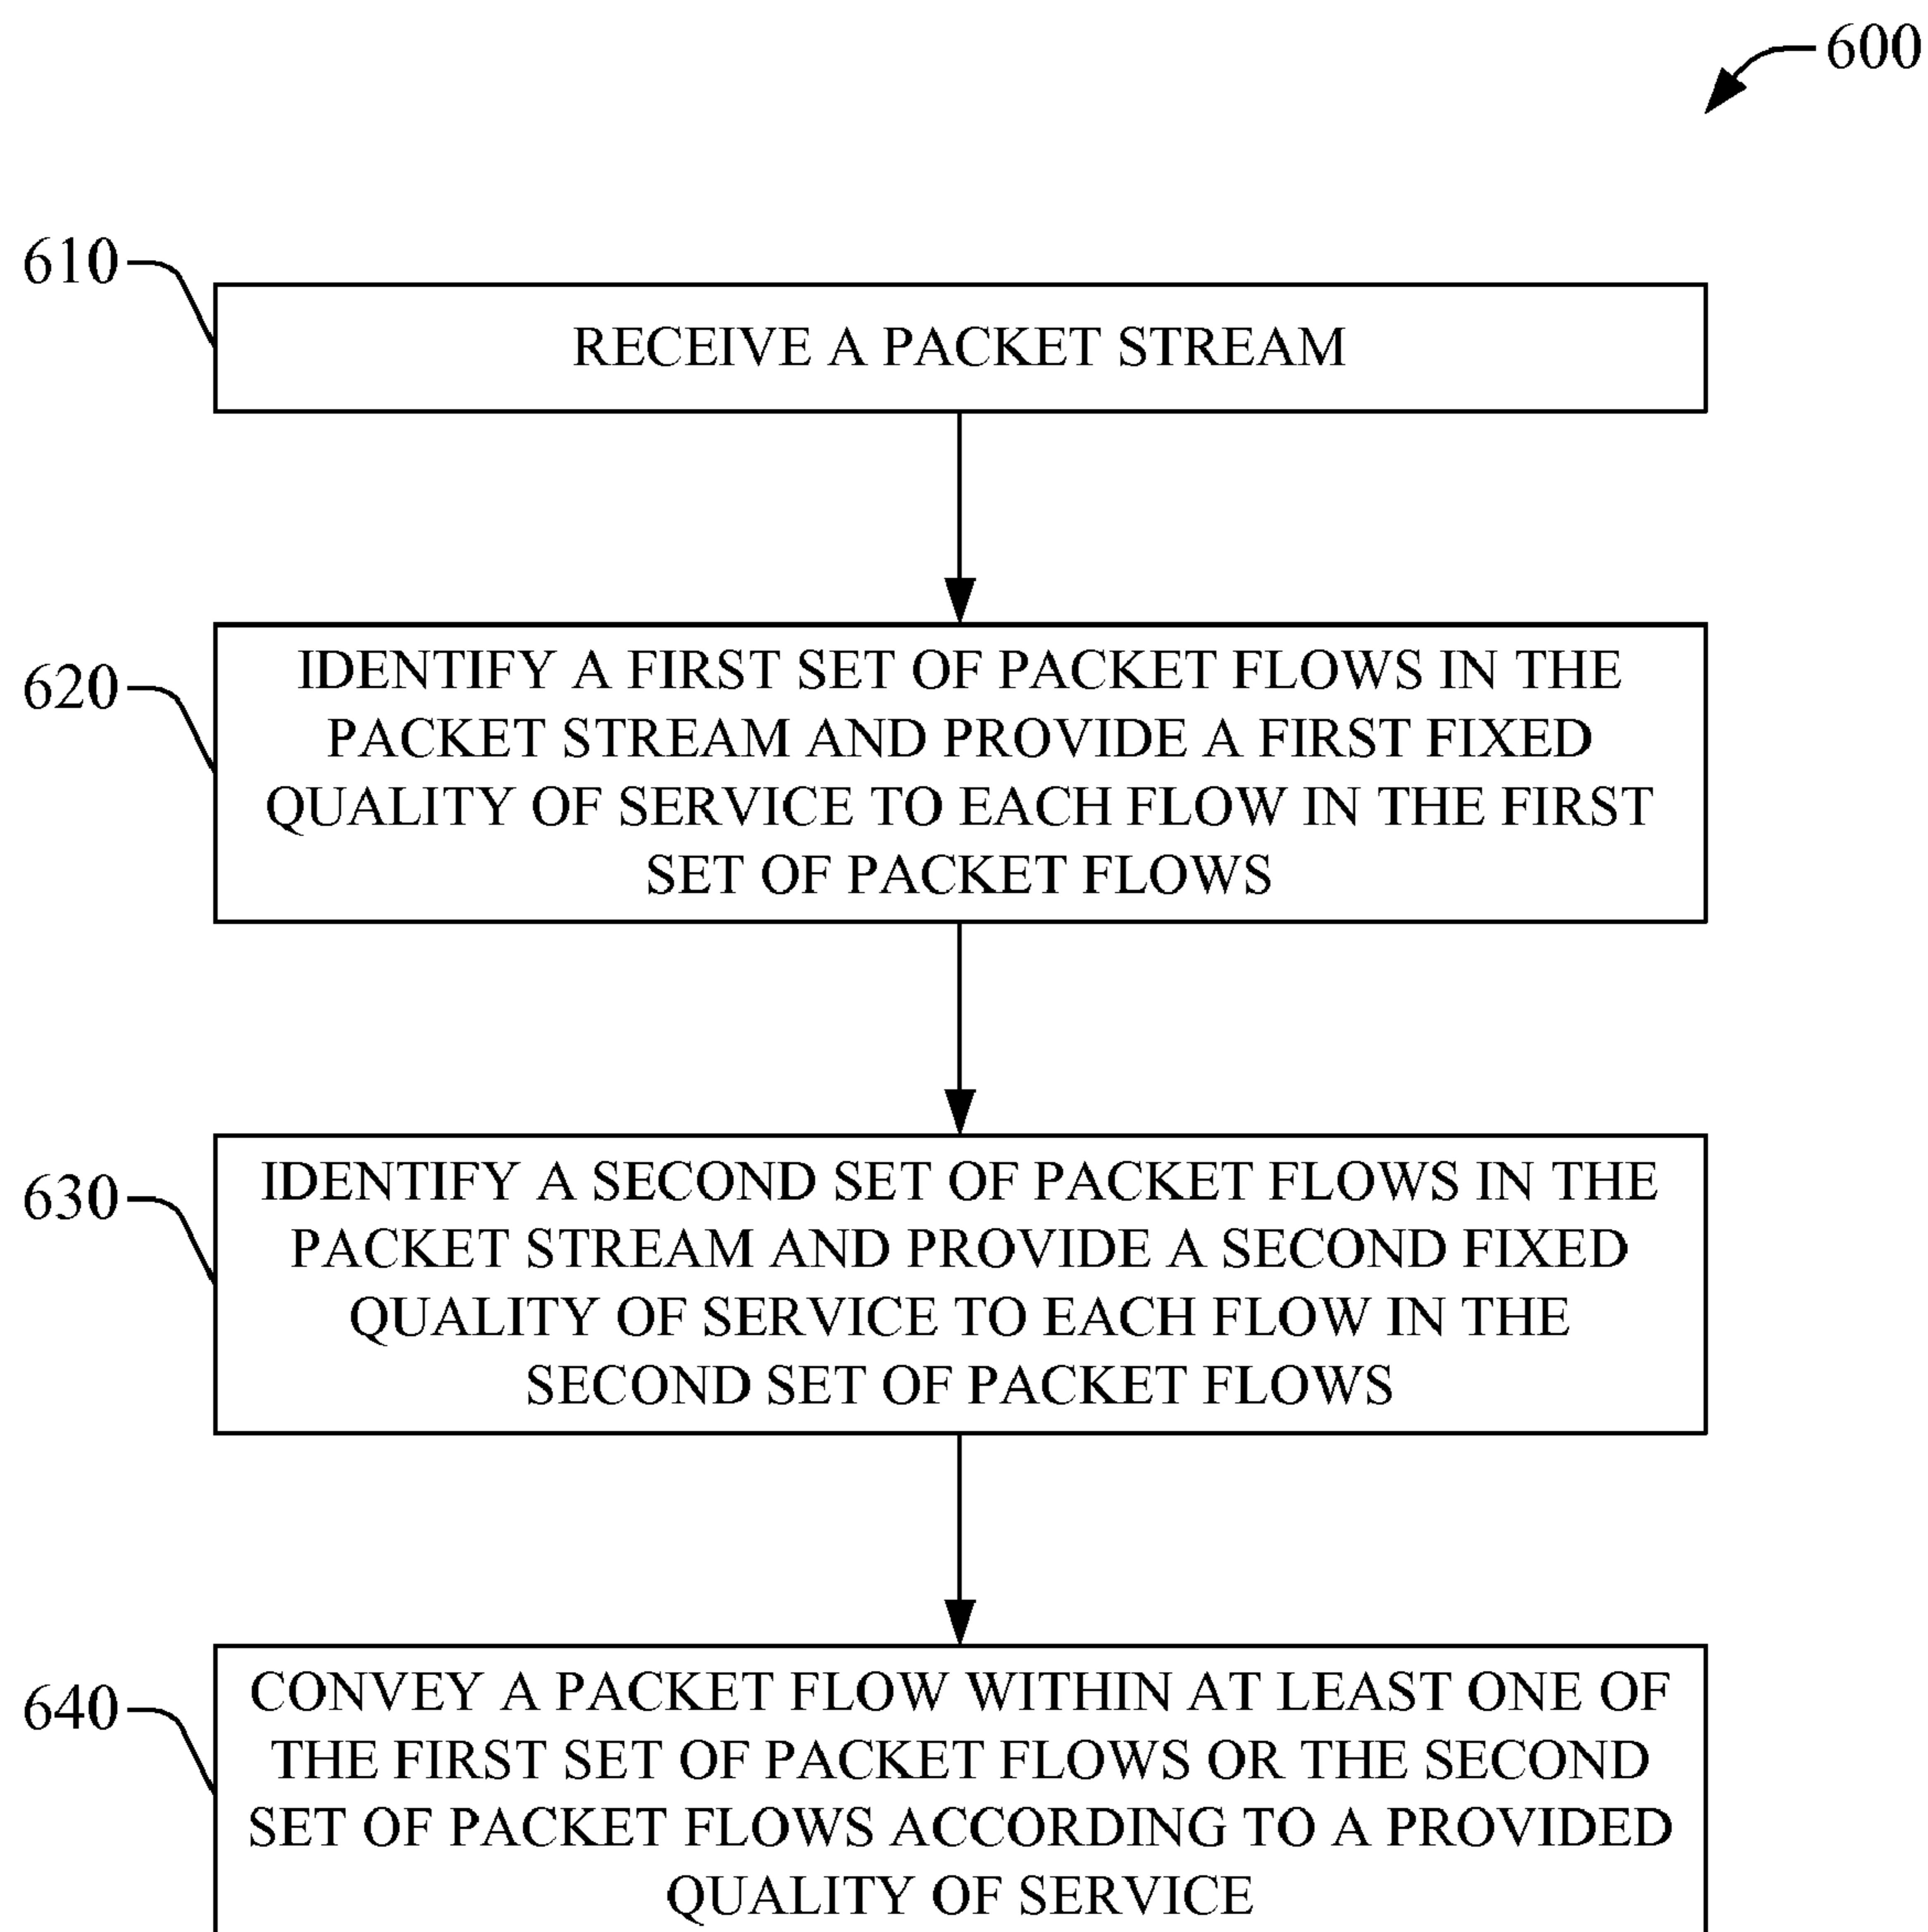 600
610
RECEIVE A PACKET STREAM
620
IDENTIFY A FIRST SET OF PACKET FLOWS IN THE
PACKET STREAM AND PROVIDE A FIRST FIXED
QUALITY OF SERVICE TO EACH FLOW IN THE FIRST
SET OF PACKET FLOWS
630
IDENTIFY A SECOND SET OF PACKET FLOWS IN THE
PACKET STREAM AND PROVIDE A SECOND FIXED
QUALITY OF SERVICE TO EACH FLOW IN THE
SECOND SET OF PACKET FLOWS
640
CONVEY A PACKET FLOW WITHIN AT LEAST ONE OF
THE FIRST SET OF PACKET FLOWS OR THE SECOND
SET OF PACKET FLOWS ACCORDING TO A PROVIDED
QUALITY OF SERVICE